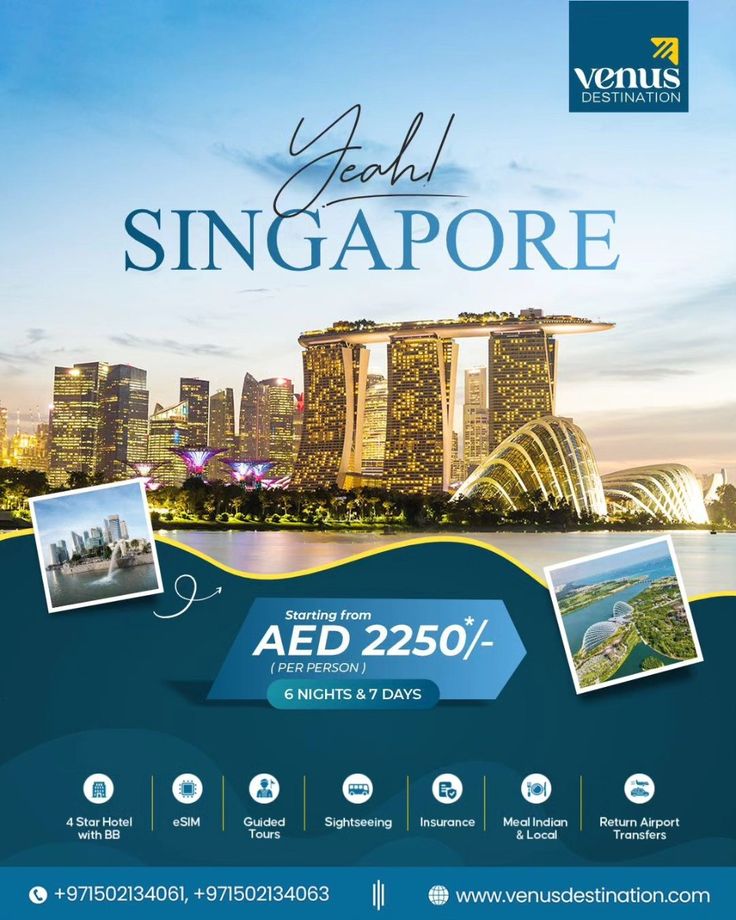 venus
DESTINATION
Yeah!
SINGAPORE
Starting from
AED 2250*/-
( PER PERSON )
6 NIGHTS & 7 DAYS
4 Star Hotel
with BB
eSIM
Guided
Tours
Sightseeing
Insurance
Meal Indian
& Local
Return Airport
Transfers
+971502134061, +971502134063
www.venusdestination.com